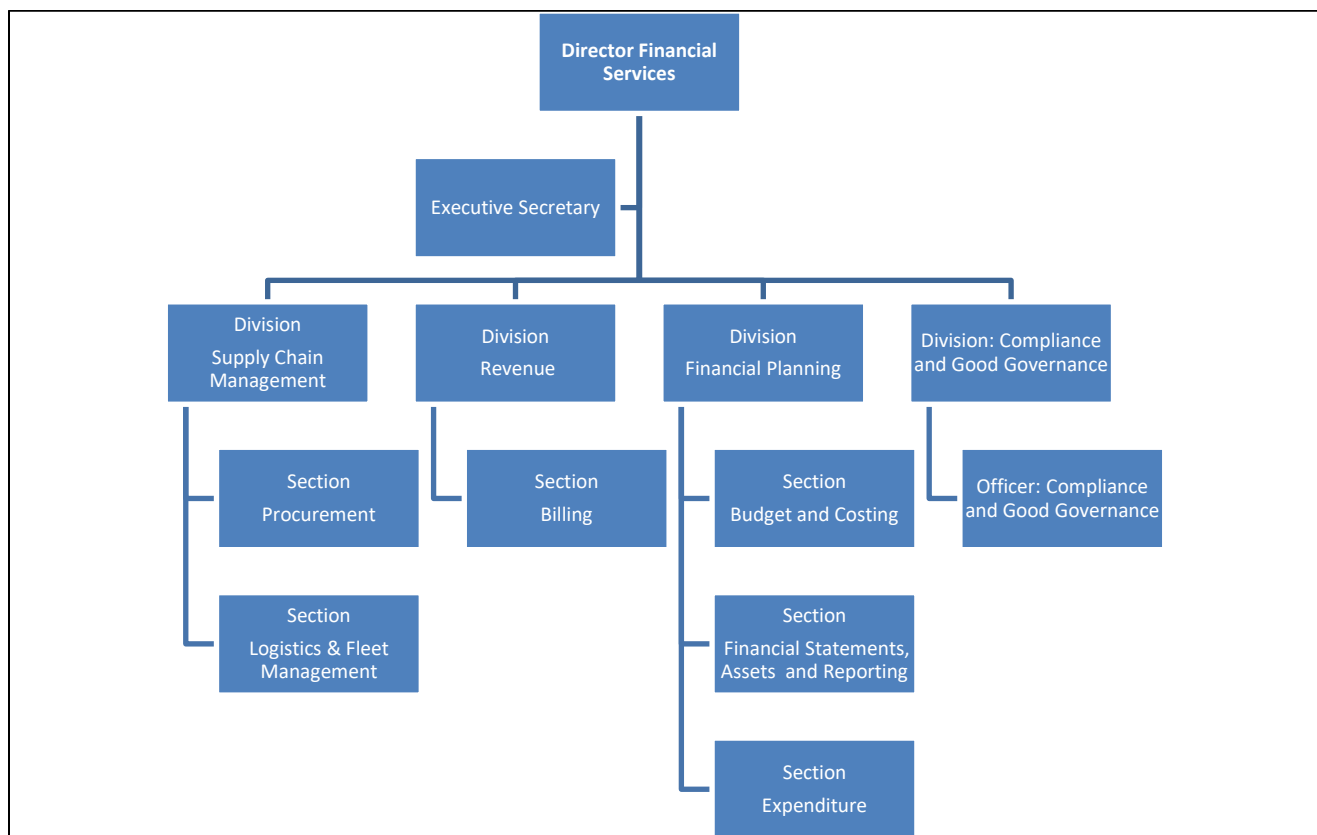 Director Financial
Services
Executive Secretary
Division
Supply Chain
Management
Division
Revenue
Division
Financial Planning
Division: Compliance
and Good Governance
Section
Procurement
Section
Billing
Section
Budget and Costing
Officer: Compliance
and Good Governance
Section
Logistics & Fleet
Management
Section
Financial Statements,
Assets  and Reporting
Section
Expenditure